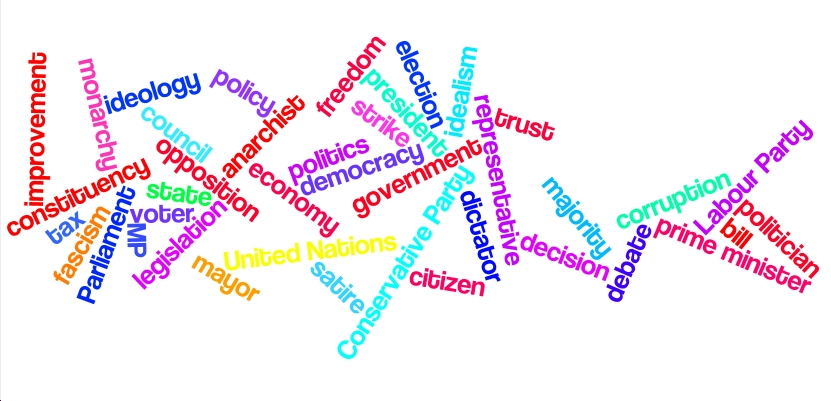 improvement
monarchy
ideology
policy
council
anarchist
opposition
constituency
state
tax
fascism
Parliament
voter
MP
legislation
mayor
economy
freedom
election
idealism
president
strike
politics
democracy
government
representative
trust
United Nations
satire
Conservative Party
citizen
dictator
decision
majority
corruption
Labour Party
debate
prime minister
bill
politician